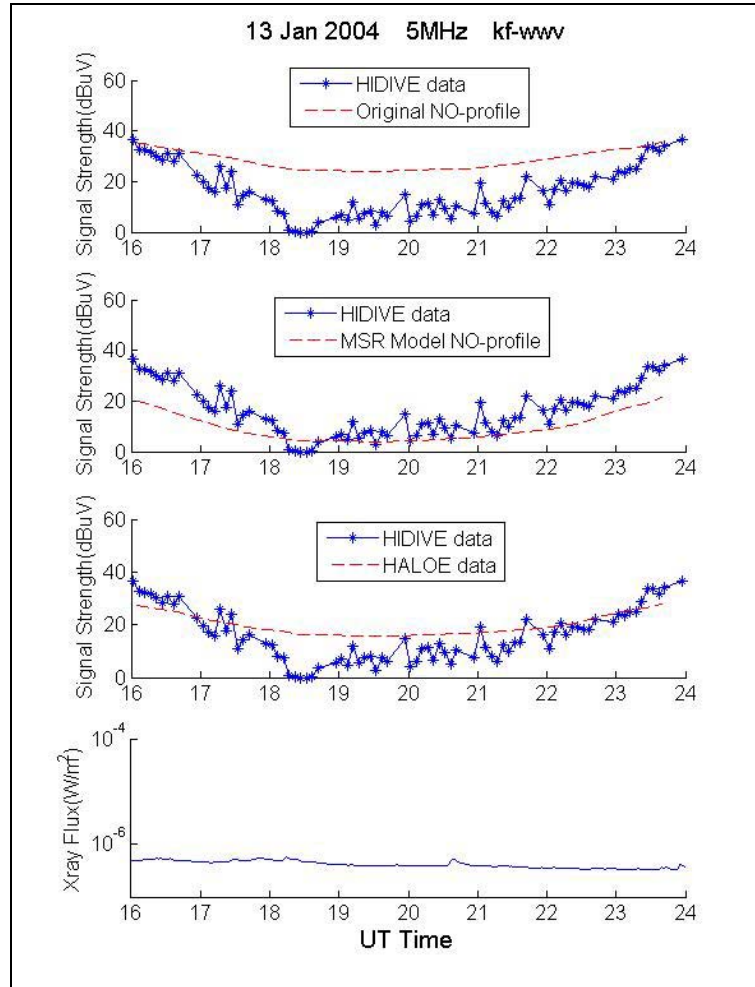 13 Jan 2004 5MHz kf-wwv
Signal Strength(dBuV)
60
40
20
0
HIDIVE data
Original NO-profile
16 17 18 19 20 21 22 23 24
Signal Strength(dBuV)
60
40
20
0
HIDIVE data
MSR Model NO-profile
16 17 18 19 20 21 22 23 24
Signal Strength(dBuV)
60
40
20
0
HIDIVE data
HALOE data
16 17 18 19 20 21 22 23 24
Xray Flux(W/m²)
10⁻⁴
10⁻⁶
16 17 18 19 20 21 22 23 24
UT Time